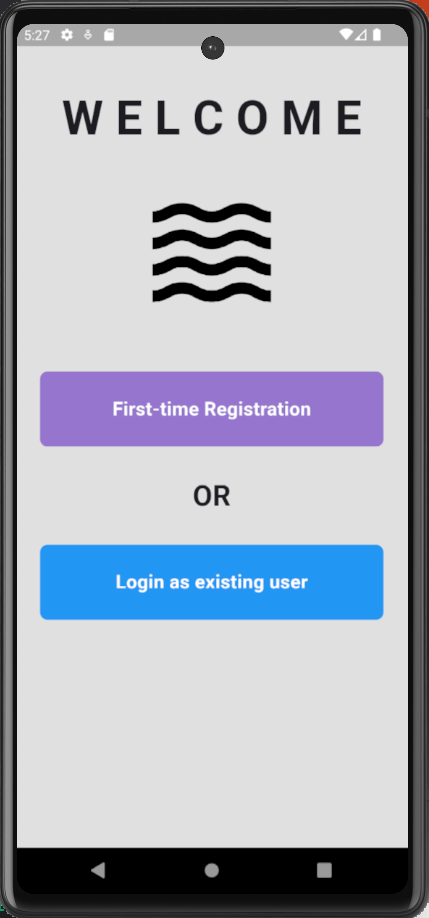 5:27
WELCOME
First-time Registration
OR
Login as existing user